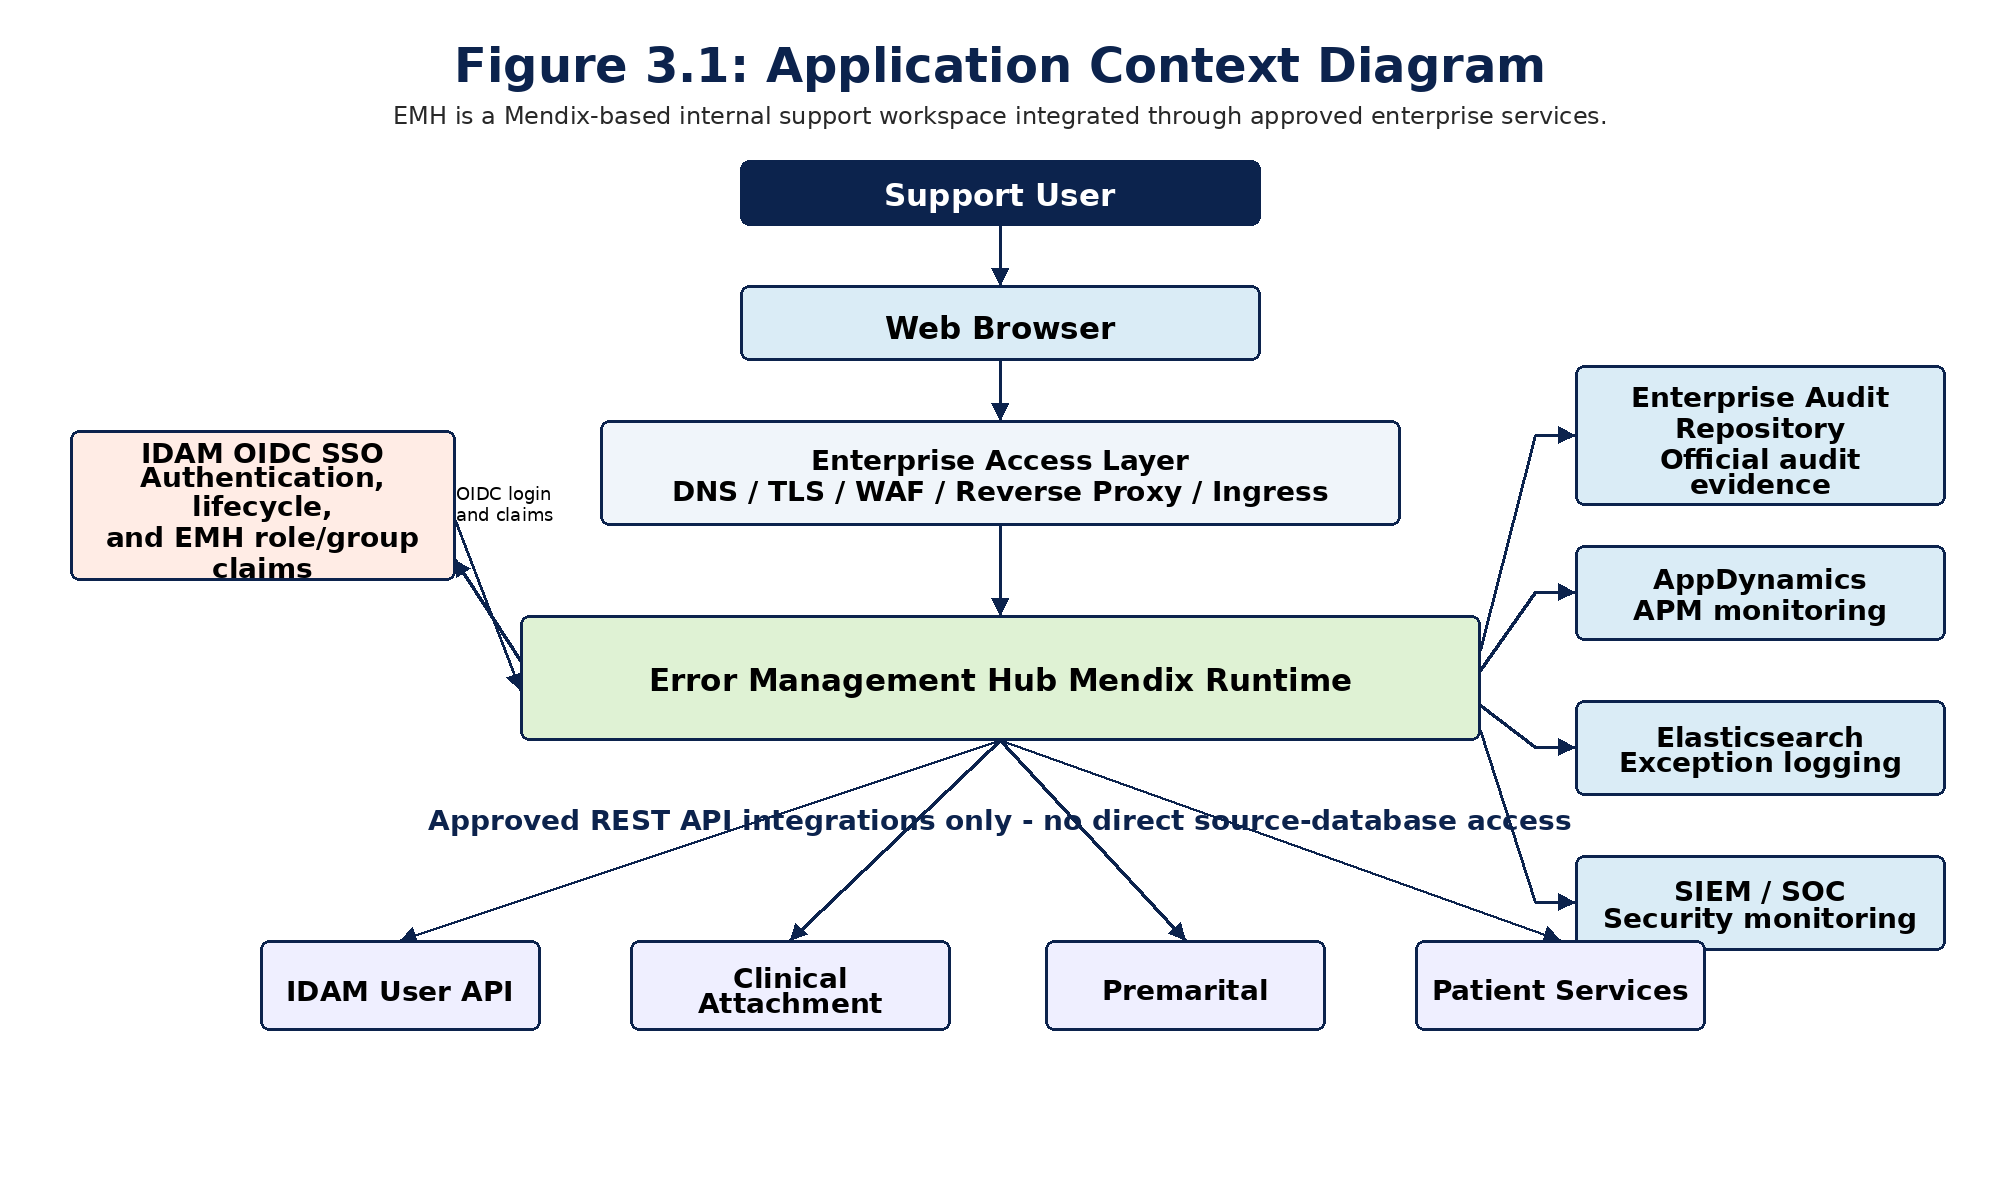 Figure 3.1: Application Context Diagram
EMH is a Mendix-based internal support workspace integrated through approved enterprise services.
Support User
Web Browser
Enterprise Access Layer
DNS / TLS / WAF / Reverse Proxy / Ingress
IDAM OIDC SSO
Authentication,
lifecycle,
and EMH role/group
claims
OIDC login
and claims
Error Management Hub Mendix Runtime
Enterprise Audit
Repository
Official audit
evidence
AppDynamics
APM monitoring
Elasticsearch
Exception logging
SIEM / SOC
Security monitoring
Approved REST API integrations only - no direct source-database access
IDAM User API
Clinical
Attachment
Premarital
Patient Services